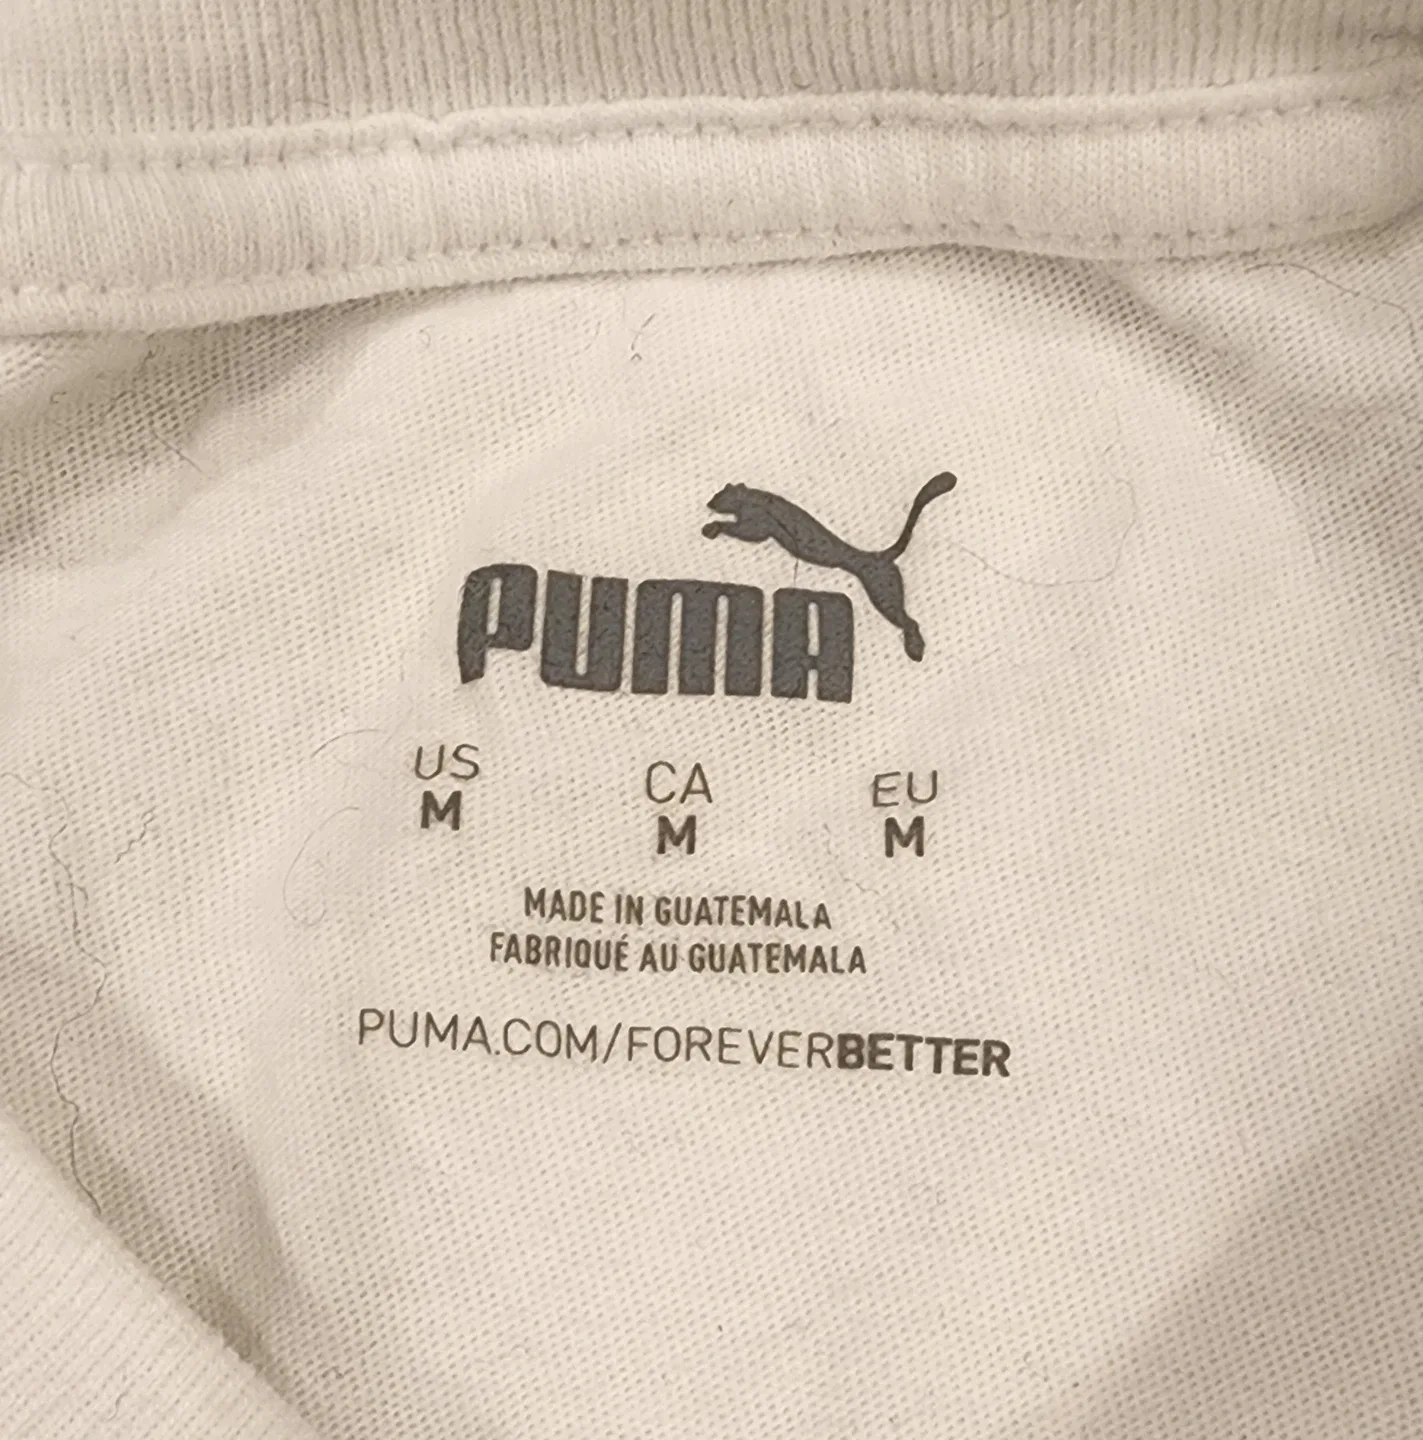 PUMA
US CA EU
M M M
MADE IN GUATEMALA
FABRIQUÉ AU GUATEMALA
PUMA.COM/FOREVERBETTER